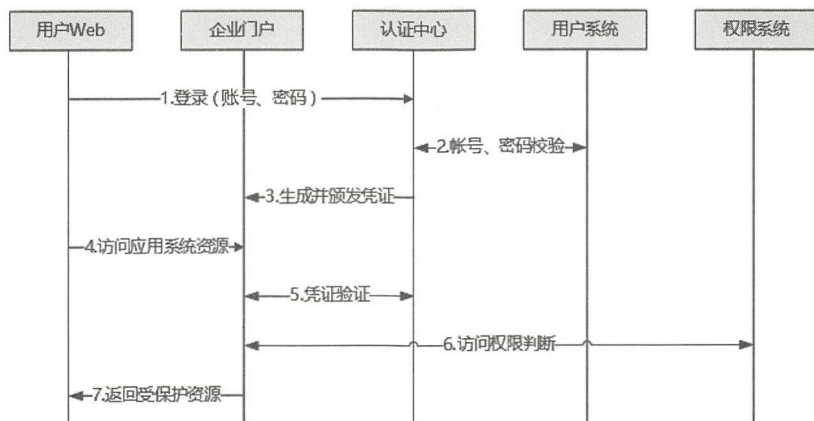 用户Web
企业门户
认证中心
用户系统
权限系统
1.登录（账号、密码）
2.帐号、密码校验
3.生成并颁发凭证
4.访问应用系统资源
5.凭证验证
6.访问权限判断
7.返回受保护资源